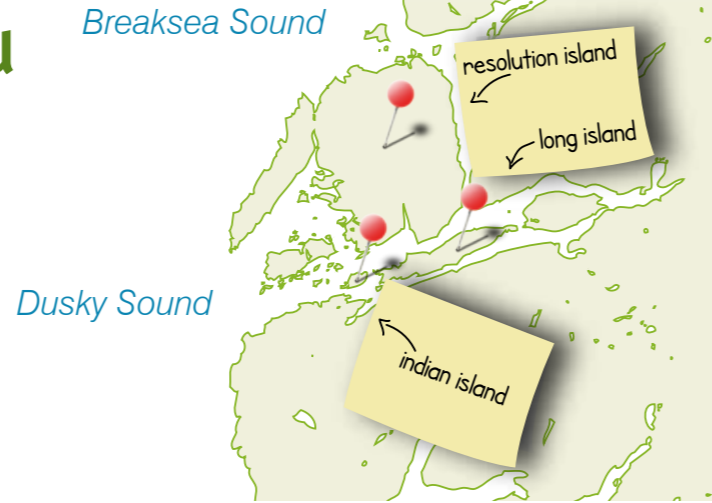 Breaksea Sound
resolution island
long island
Dusky Sound
indian island